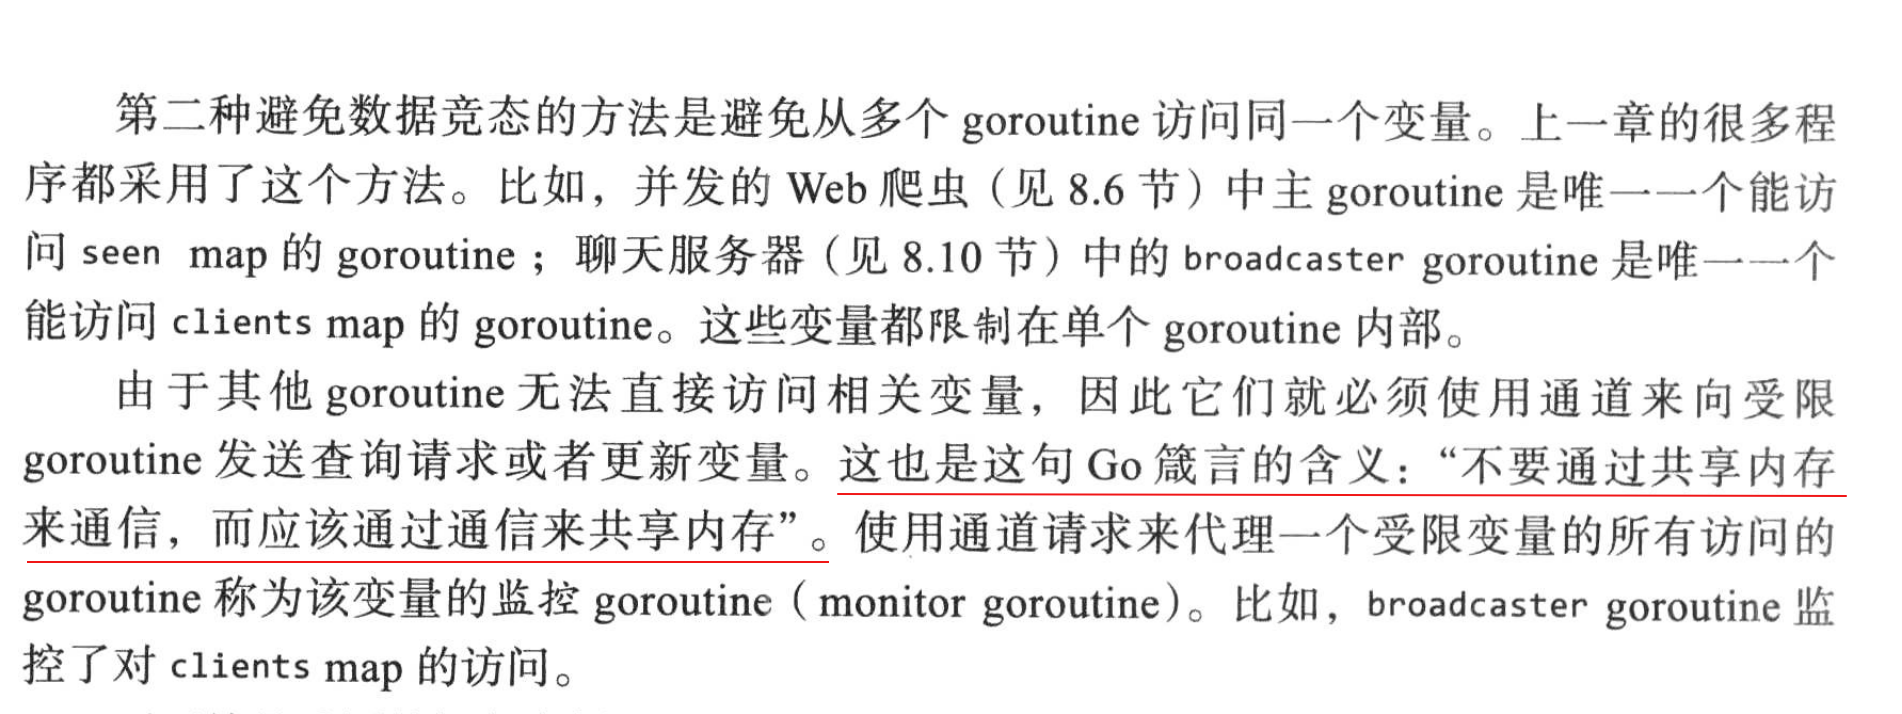 第二种避免数据竞态的方法是避免从多个 goroutine 访问同一个变量。上一章的很多程
序都采用了这个方法。比如，并发的 Web 爬虫（见 8.6 节）中主 goroutine 是唯一一个能访
问 seen map 的 goroutine；聊天服务器（见 8.10 节）中的 broadcaster goroutine 是唯一一个
能访问 clients map 的 goroutine。这些变量都限制在单个 goroutine 内部。
由于其他 goroutine 无法直接访问相关变量，因此它们就必须使用通道来向受限
goroutine 发送查询请求或者更新变量。这也是这句 Go 箴言的含义：“不要通过共享内存
来通信，而应该通过通信来共享内存”。使用通道请求来代理一个受限变量的所有访问的
goroutine 称为该变量的监控 goroutine（monitor goroutine）。比如，broadcaster goroutine 监
控了对 clients map 的访问。